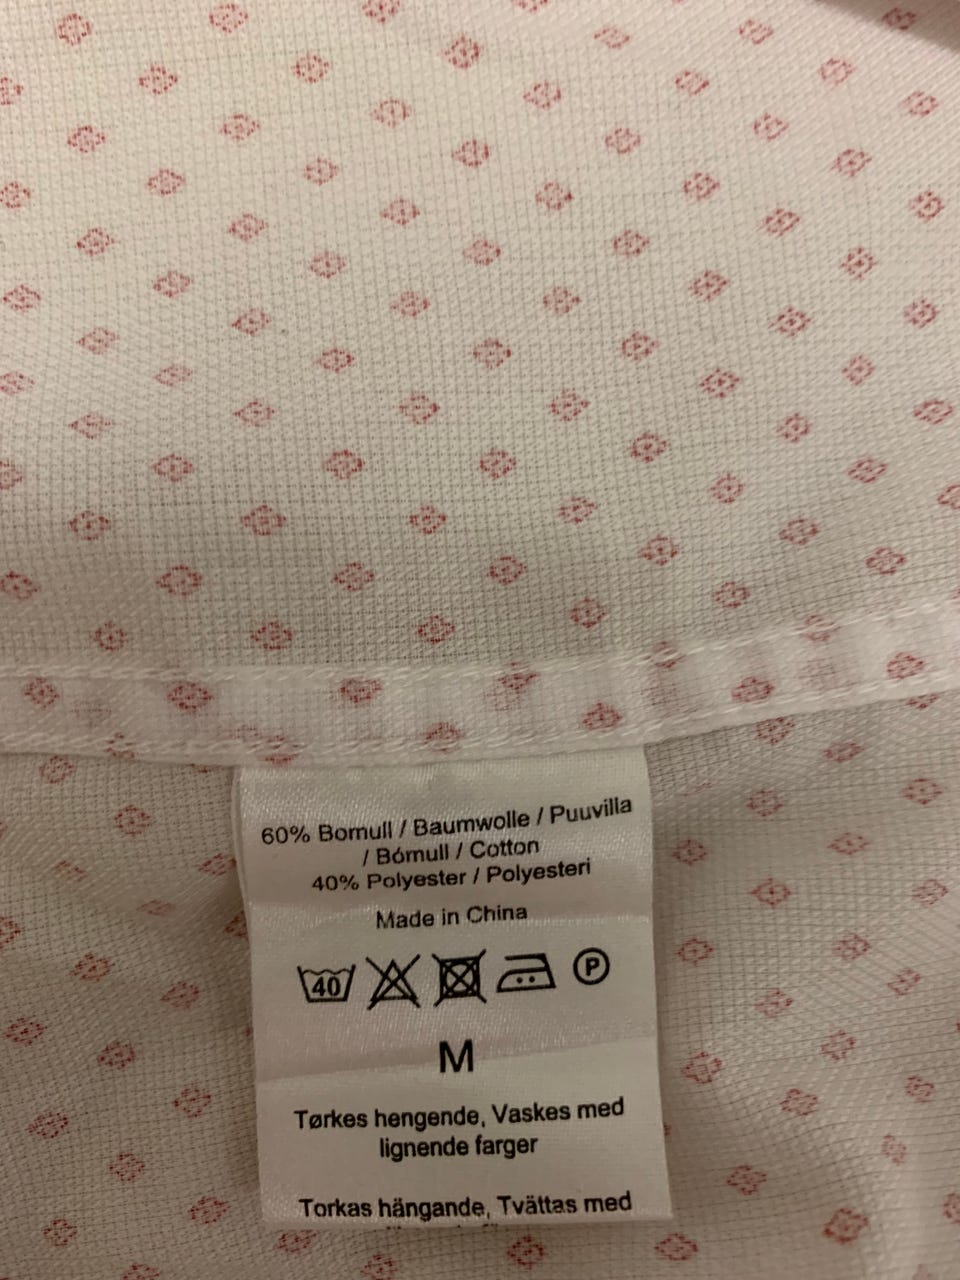 60% Bomull / Baumwolle / Puuvilla
/ Bómull / Cotton
40% Polyester / Polyesteri
Made in China
40
P
M
Tørkes hengende, Vaskes med
lignende farger
Torkas hängande, Tvättas med